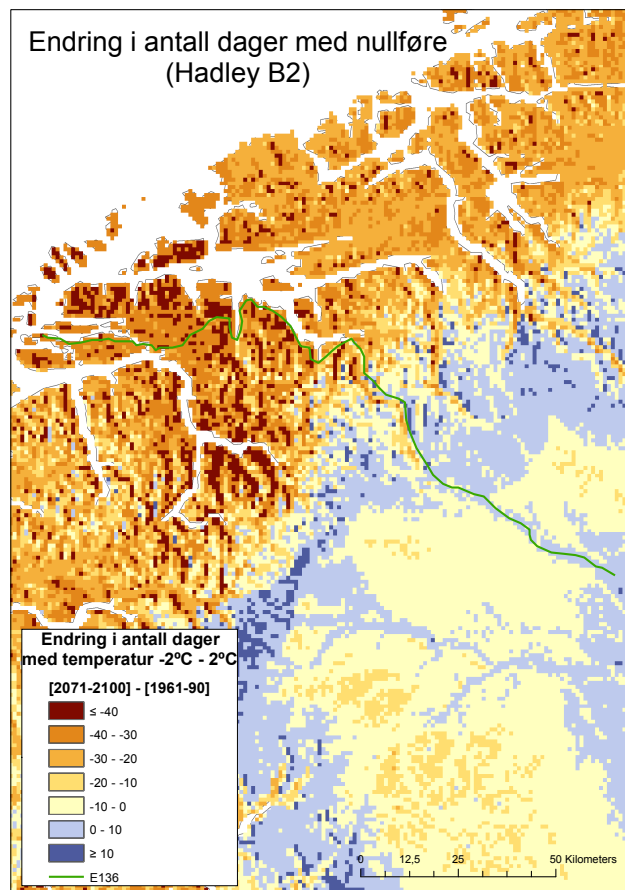 Endring i antall dager med nullføre
(Hadley B2)
Endring i antall dager
med temperatur -2ºC - 2ºC
[2071-2100] - [1961-90]
≤ -40
-40 - -30
-30 - -20
-20 - -10
-10 - 0
0 - 10
≥ 10
E136
0 12,5 25 50 Kilometers